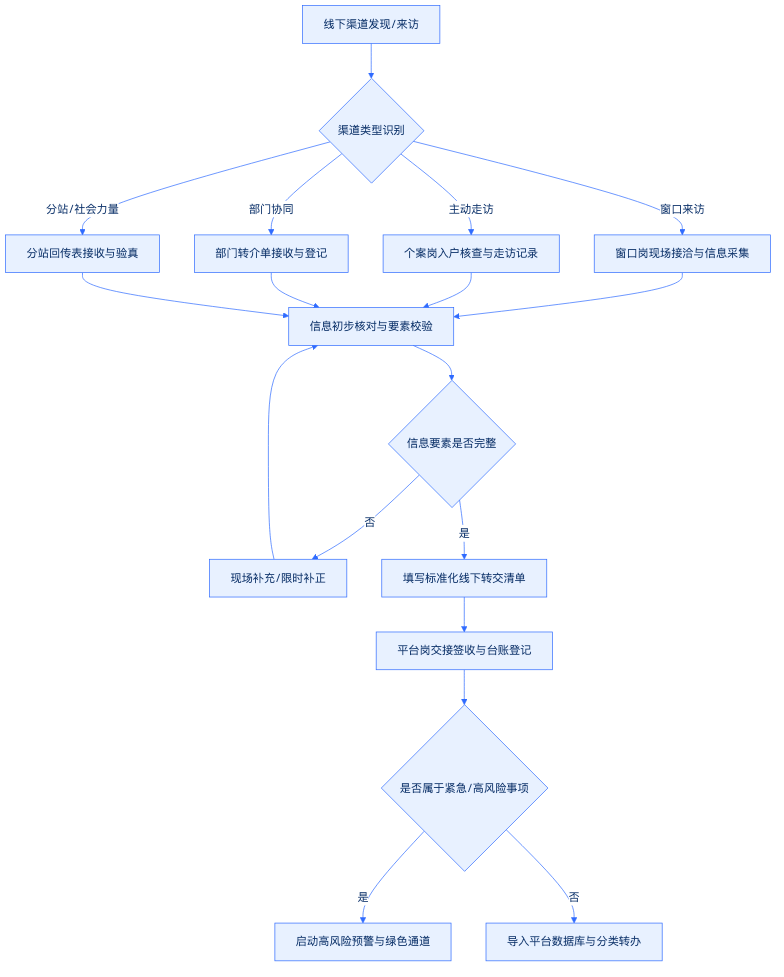 线下渠道发现/来访
渠道类型识别
分站/社会力量
部门协同
主动走访
窗口来访
分站回传表接收与验真
部门转介单接收与登记
个案岗入户核查与走访记录
窗口岗现场接洽与信息采集
信息初步核对与要素校验
信息要素是否完整
否
是
现场补充/限时补正
填写标准化线下转交清单
平台岗交接签收与台账登记
是否属于紧急/高风险事项
是
否
启动高风险预警与绿色通道
导入平台数据库与分类转办